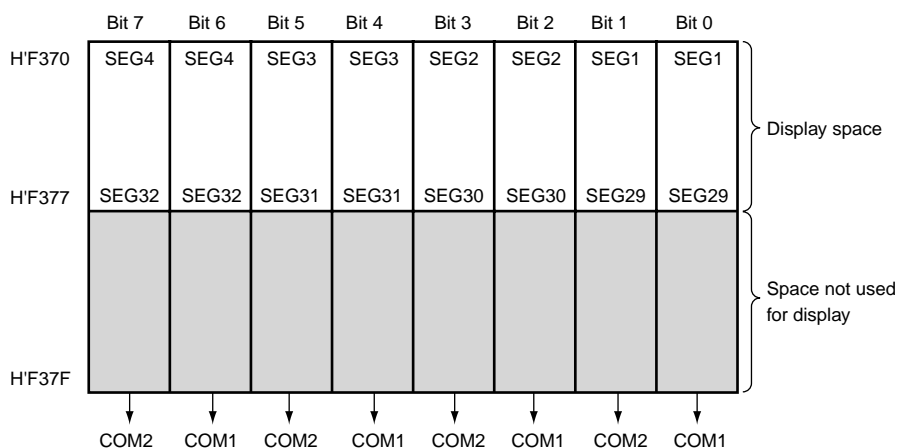 Bit 7 Bit 6 Bit 5 Bit 4 Bit 3 Bit 2 Bit 1 Bit 0
H'F370 SEG4 SEG4 SEG3 SEG3 SEG2 SEG2 SEG1 SEG1
Display space
H'F377 SEG32 SEG32 SEG31 SEG31 SEG30 SEG30 SEG29 SEG29
Space not used
for display
H'F37F
COM2 COM1 COM2 COM1 COM2 COM1 COM2 COM1